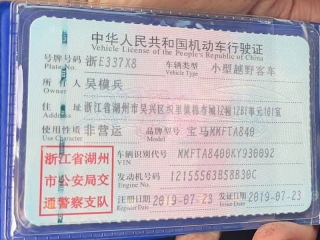 中华人民共和国机动车行驶证
Vehicle License of the People's Republic of China
号牌号码 浙E337X8 车辆类型 小型越野客车
Plate No. Vehicle Type
所有人 吴横兵
Owner
住址 浙江省湖州市吴兴区织里镇
Address
使用性质 非营运 品牌型号 宝马MMFTA840
Use Character Model
浙江省湖州
市公安局交
通警察支队
车辆识别代号 MMFTA8400KY930092
VIN
发动机号码 12155563B58B30C
Engine No.
注册日期 2019-07-23 发证日期 2019-07-23
Register Date Issue Date